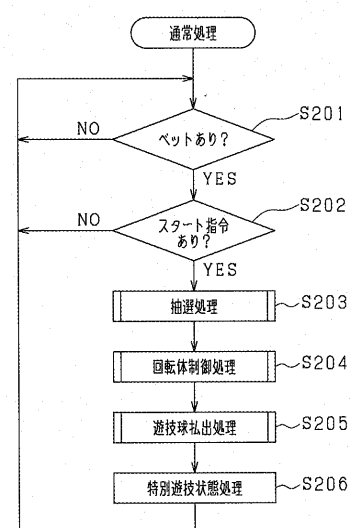 通常処理
S201
NO
ベットあり?
YES
S202
NO
スタート指令
あり?
YES
抽選処理
S203
回転体制御処理
S204
遊技球払出処理
S205
特別遊技状態処理
S206